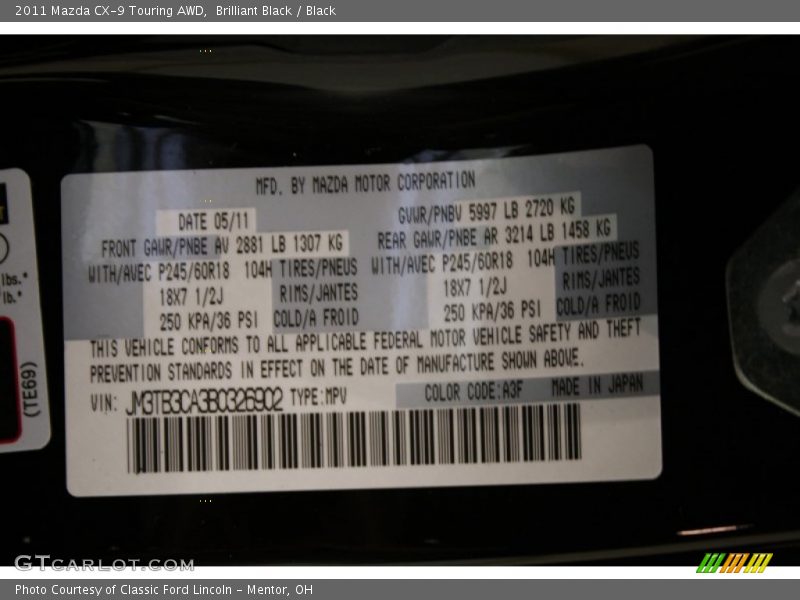 2011 Mazda CX-9 Touring AWD, Brilliant Black / Black
MFD. BY MAZDA MOTOR CORPORATION
DATE 05/11 GVWR/PNBV 5997 LB 2720 KG
FRONT GAWR/PNBE AV 2881 LB 1307 KG REAR GAWR/PNBE AR 3214 LB 1458 KG
WITH/AVEC P245/60R18 104H TIRES/PNEUS WITH/AVEC P245/60R18 104H TIRES/PNEUS
18X7 1/2J RIMS/JANTES 18X7 1/2J RIMS/JANTES
250 KPA/36 PSI COLD/A FROID 250 KPA/36 PSI COLD/A FROID
THIS VEHICLE CONFORMS TO ALL APPLICABLE FEDERAL MOTOR VEHICLE SAFETY AND THEFT
PREVENTION STANDARDS IN EFFECT ON THE DATE OF MANUFACTURE SHOWN ABOVE.
VIN: JM3TB3CA3B0326902 TYPE:MPV COLOR CODE:A3F MADE IN JAPAN
lbs.*
lb.*
(TE69)
GTCARLOT.COM
Photo Courtesy of Classic Ford Lincoln - Mentor, OH